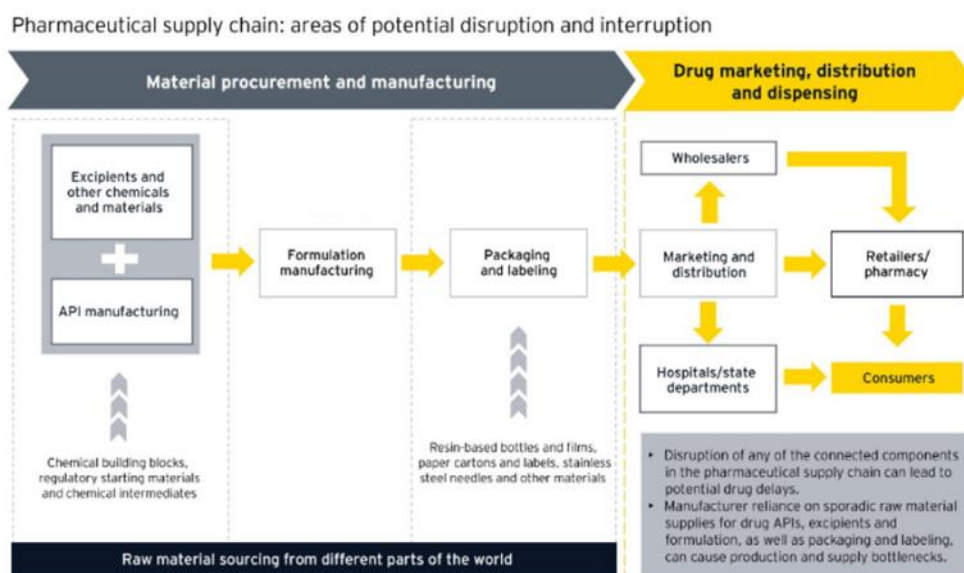 Pharmaceutical supply chain: areas of potential disruption and interruption
Material procurement and manufacturing
Drug marketing, distribution
and dispensing
Excipients and
other chemicals
and materials
API manufacturing
Formulation
manufacturing
Packaging
and labeling
Wholesalers
Marketing and
distribution
Retailers/
pharmacy
Hospitals/state
departments
Consumers
Chemical building blocks,
regulatory starting materials
and chemical intermediates
Resin-based bottles and films,
paper cartons and labels, stainless
steel needles and other materials
• Disruption of any of the connected components
in the pharmaceutical supply chain can lead to
potential drug delays.
• Manufacturer reliance on sporadic raw material
supplies for drug APIs, excipients and
formulation, as well as packaging and labeling,
can cause production and supply bottlenecks.
Raw material sourcing from different parts of the world